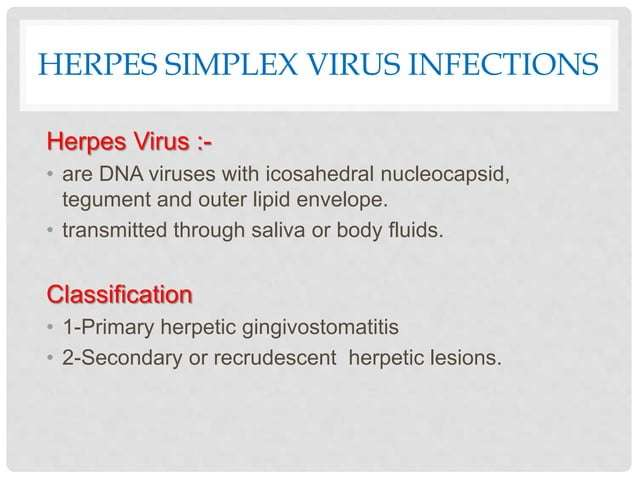 HERPES SIMPLEX VIRUS INFECTIONS
Herpes Virus :-
• are DNA viruses with icosahedral nucleocapsid,
tegument and outer lipid envelope.
• transmitted through saliva or body fluids.
Classification
• 1-Primary herpetic gingivostomatitis
• 2-Secondary or recrudescent  herpetic lesions.